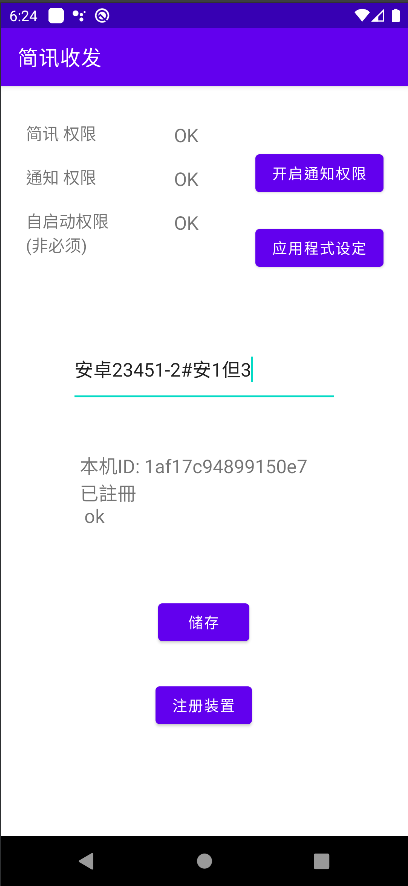 6:24
简讯收发
简讯 权限 OK
通知 权限 OK
开启通知权限
自启动权限 OK
(非必须)
应用程式设定
安卓23451-2#安1但3
本机ID: 1af17c94899150e7
已註冊
ok
储存
注册装置